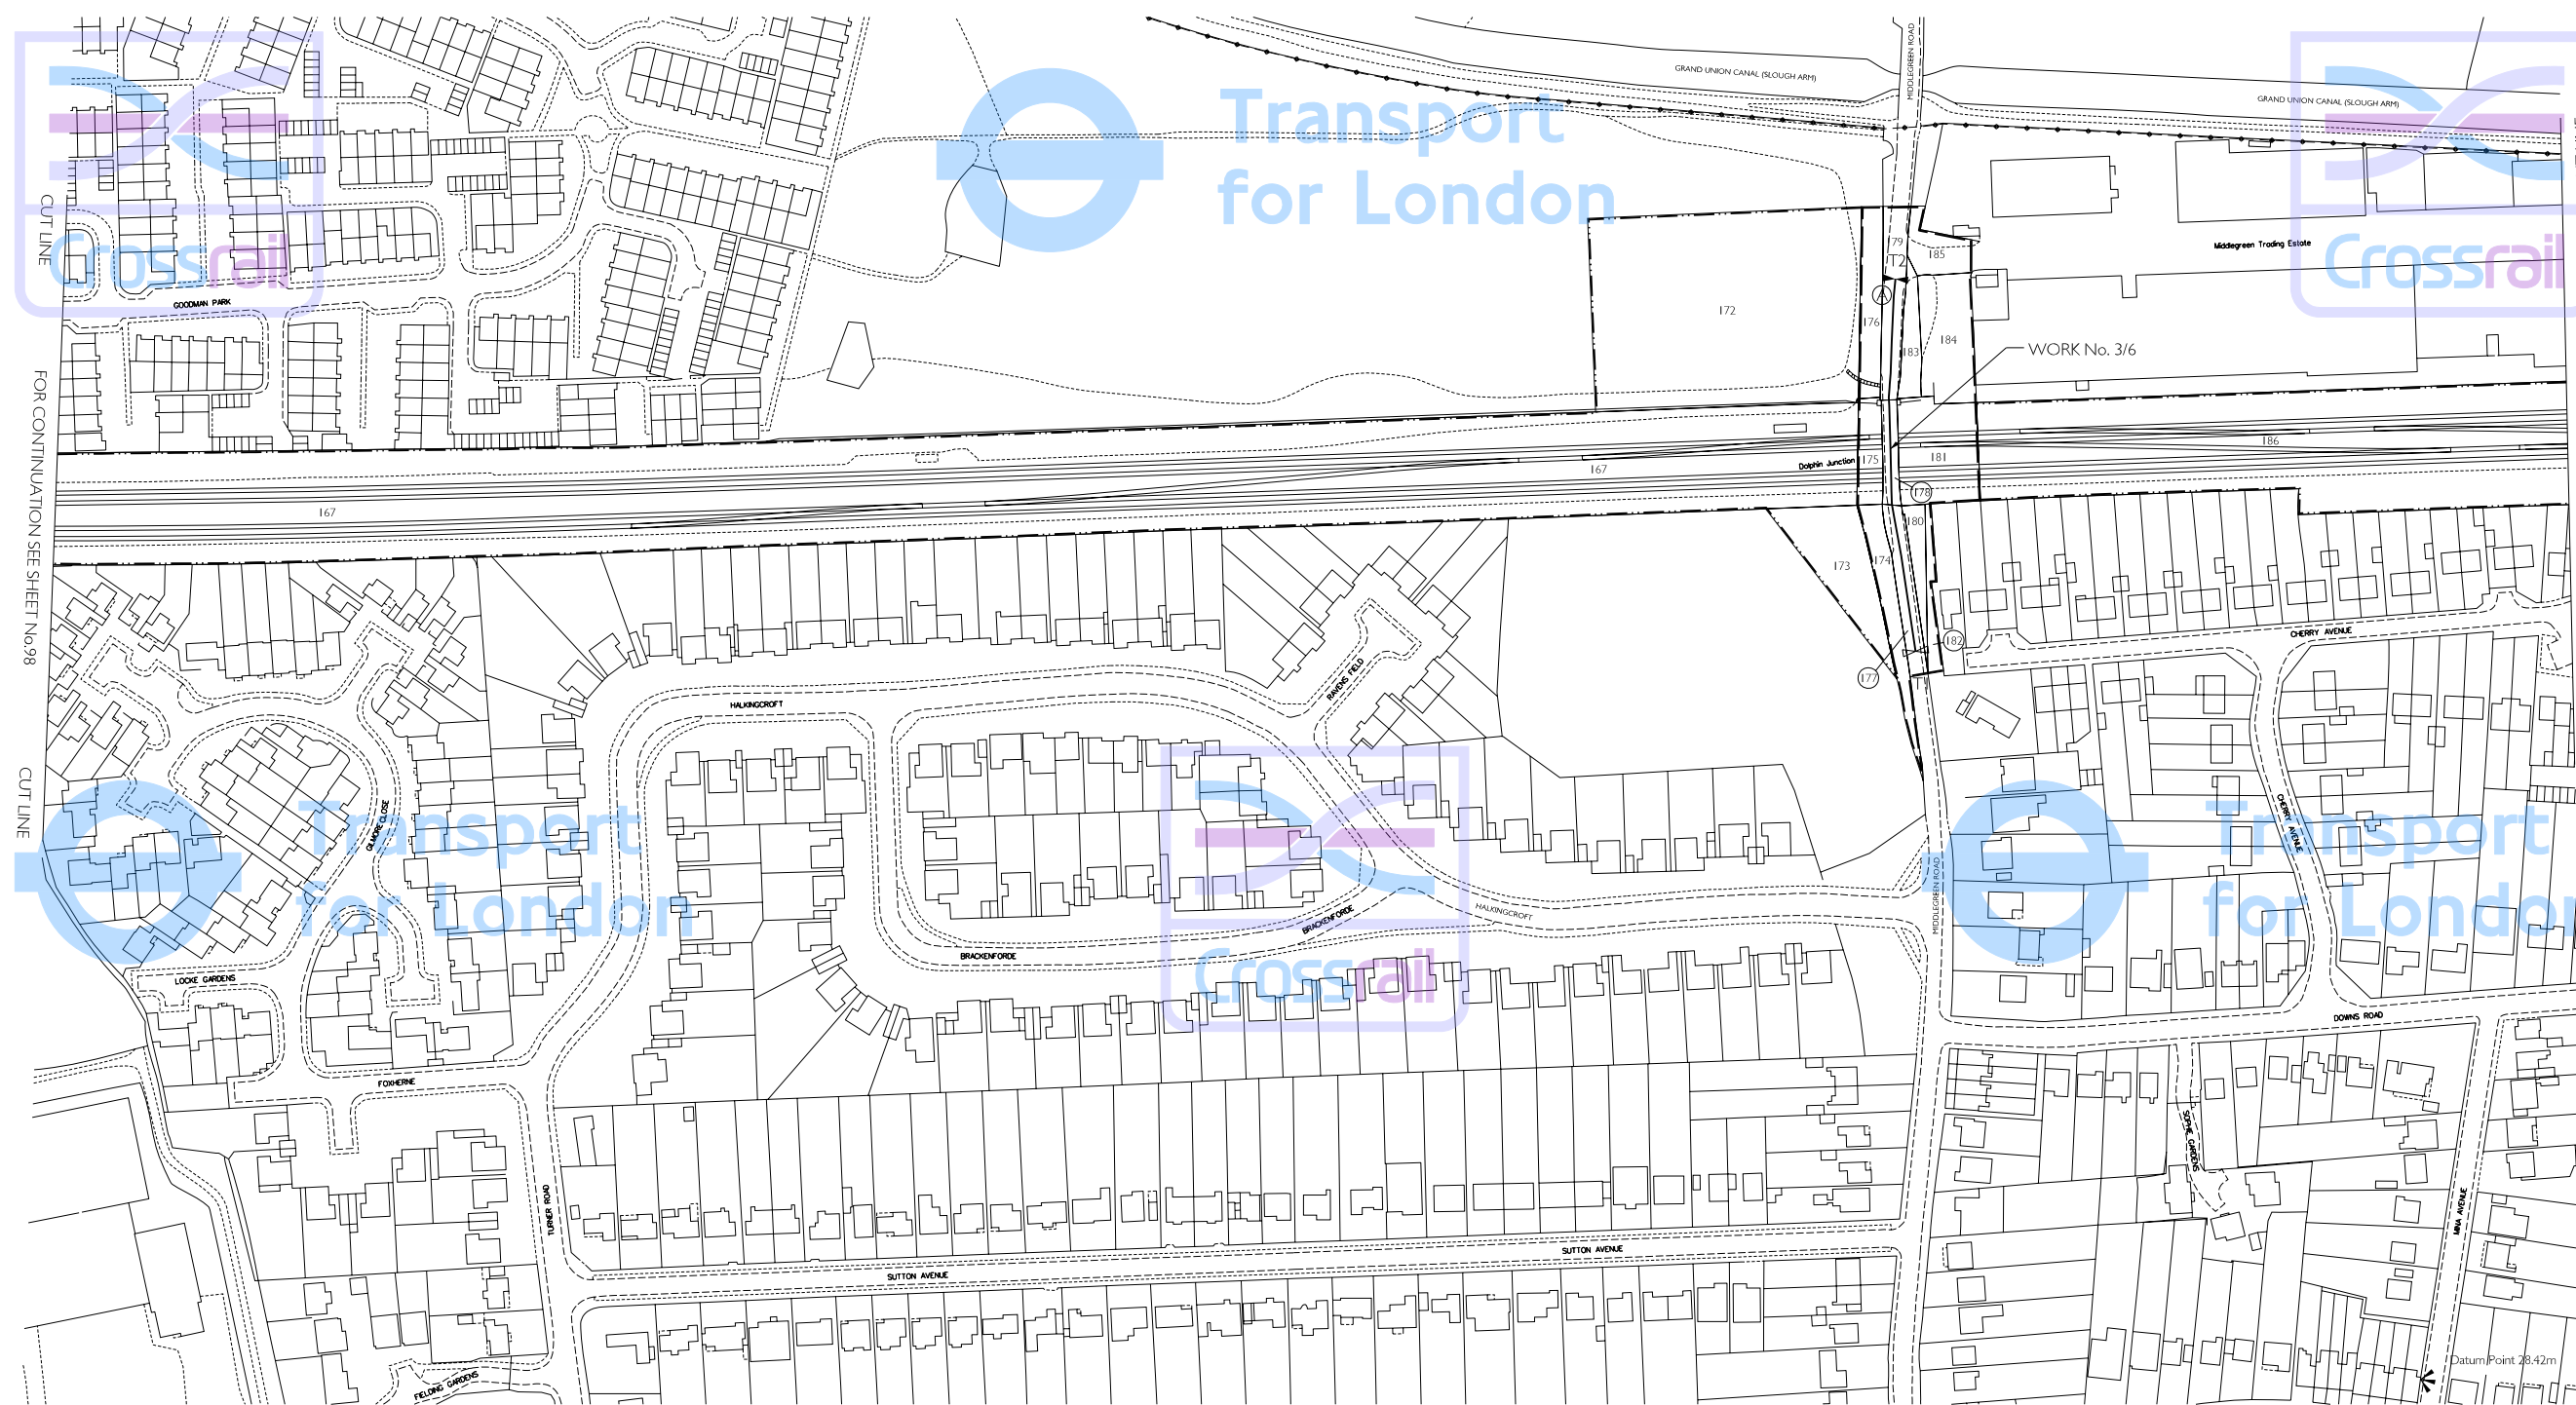 MIDDLEGREEN ROAD
GRAND UNION CANAL (SLOUGH ARM)
GRAND UNION CANAL (SLOUGH ARM)
Transport
for London
Crossrail
Crossrail
CUT LINE
GOODMAN PARK
Middlegreen Trading Estate
179
185
T2
A
172
176
183
184
WORK No. 3/6
FOR CONTINUATION SEE SHEET No.98
167
167
Dolphin Junction
175
181
186
178
180
173
174
182
177
CHERRY AVENUE
RAVENS FIELD
HALKINGCROFT
CUT LINE
GILMORE CLOSE
Transport
for London
CHERRY AVENUE
Transport
for London
MIDDLEGREEN ROAD
HALKINGCROFT
BRACKENFORDE
BRACKENFORDE
Crossrail
LOCKE GARDENS
DOWNS ROAD
FOXHERNE
SOPHIE GARDENS
TURNER ROAD
MINA AVENUE
SUTTON AVENUE
SUTTON AVENUE
Datum Point 28.42m
FIELDING GARDENS